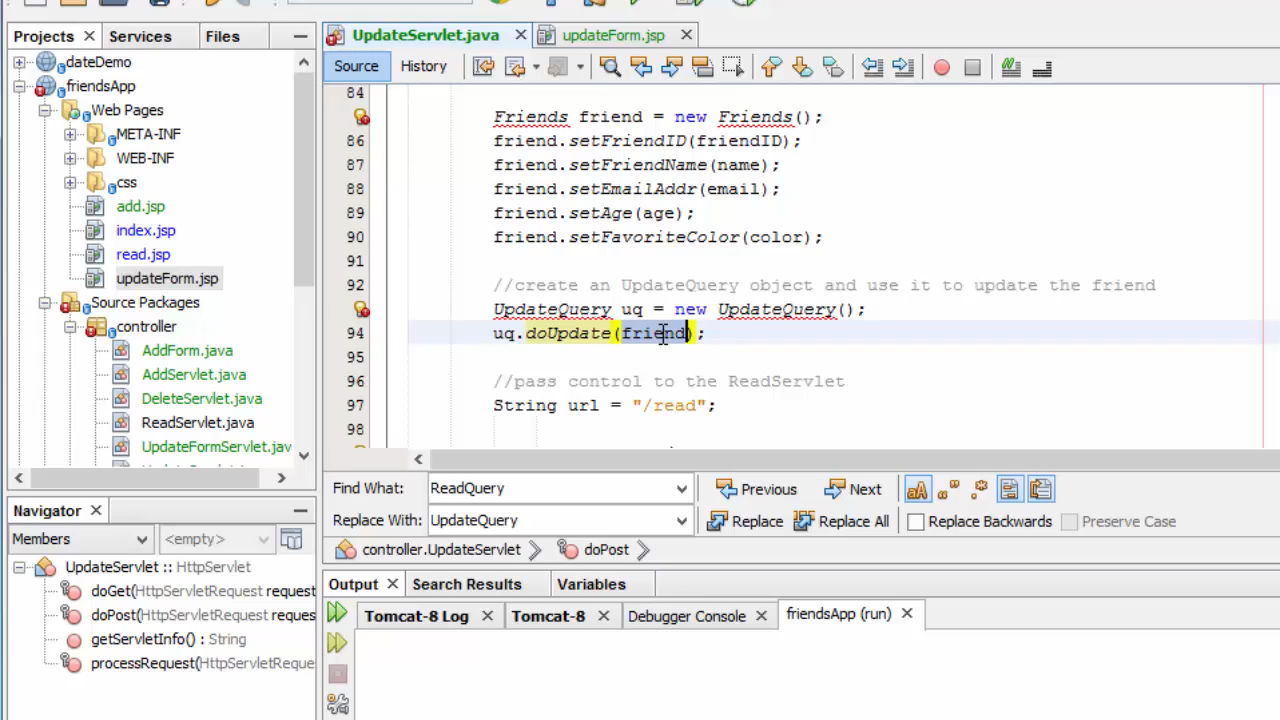 Projects
Services
Files
UpdateServlet.java
updateForm.jsp
dateDemo
friendsApp
Web Pages
META-INF
WEB-INF
css
add.jsp
index.jsp
read.jsp
updateForm.jsp
Source Packages
controller
AddForm.java
AddServlet.java
DeleteServlet.java
ReadServlet.java
UpdateFormServlet.jav
Source
History
84
Friends friend = new Friends();
86 friend.setFriendID(friendID);
87 friend.setFriendName(name);
88 friend.setEmailAddr(email);
89 friend.setAge(age);
90 friend.setFavoriteColor(color);
91
92 //create an UpdateQuery object and use it to update the friend
UpdateQuery uq = new UpdateQuery();
94 uq.doUpdate(friend);
95
96 //pass control to the ReadServlet
97 String url = "/read";
98
Find What: ReadQuery
Previous
Next
Replace With: UpdateQuery
Replace
Replace All
Replace Backwards
Preserve Case
controller.UpdateServlet
doPost
Navigator
Members
<empty>
UpdateServlet :: HttpServlet
doGet(HttpServletRequest request
doPost(HttpServletRequest reques
getServletInfo() : String
processRequest(HttpServletReque
Output
Search Results
Variables
Tomcat-8 Log
Tomcat-8
Debugger Console
friendsApp (run)